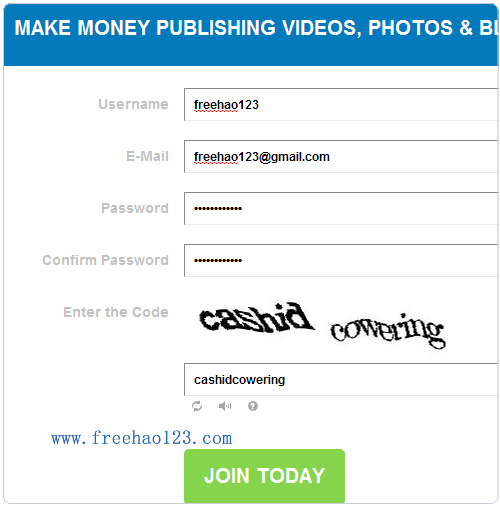 MAKE MONEY PUBLISHING VIDEOS, PHOTOS & BL
Username freehao123
E-Mail freehao123@gmail.com
Password ••••••••••••
Confirm Password ••••••••••••
Enter the Code cashid cowering
cashidcowering
www.freehao123.com
JOIN TODAY